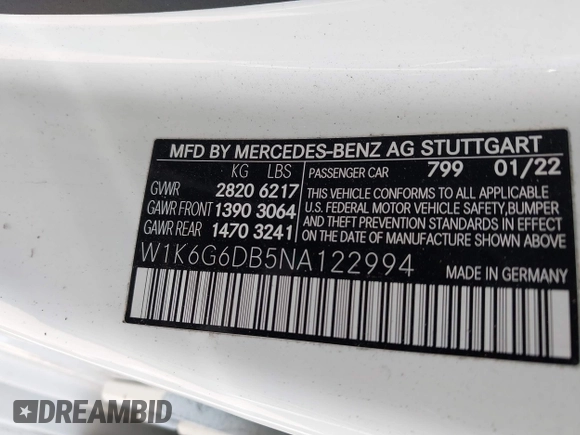 MFD BY MERCEDES-BENZ AG STUTTGART
KG LBS PASSENGER CAR 799 01/22
GVWR 2820 6217
GAWR FRONT 1390 3064
GAWR REAR 1470 3241
THIS VEHICLE CONFORMS TO ALL APPLICABLE
U.S. FEDERAL MOTOR VEHICLE SAFETY, BUMPER
AND THEFT PREVENTION STANDARDS IN EFFECT
ON THE DATE OF MANUFACTURE SHOWN ABOVE.
W1K6G6DB5NA122994 MADE IN GERMANY
DREAMBID